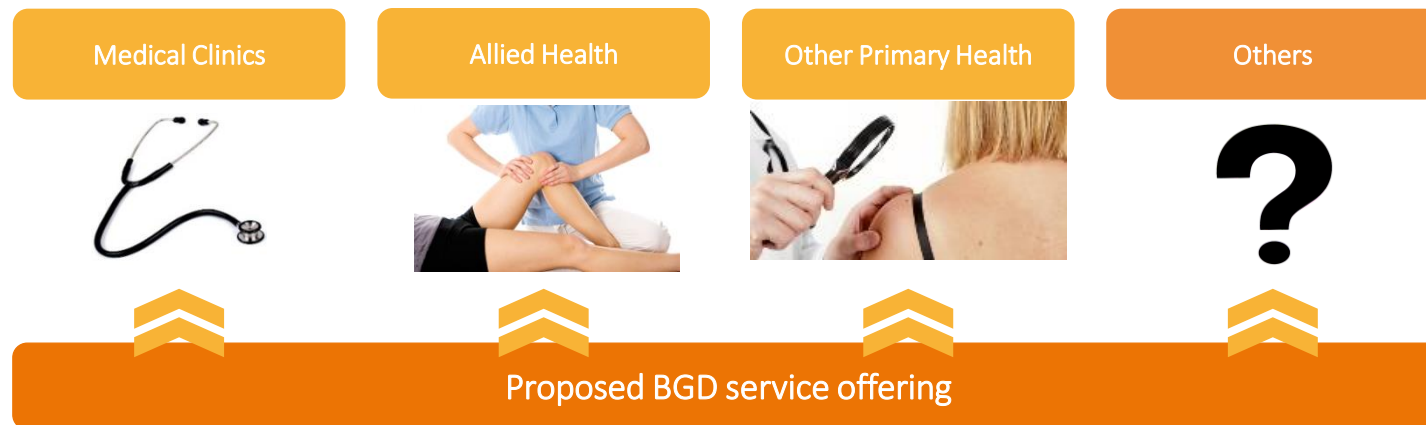 Medical Clinics
Allied Health
Other Primary Health
Others
?
Proposed BGD service offering